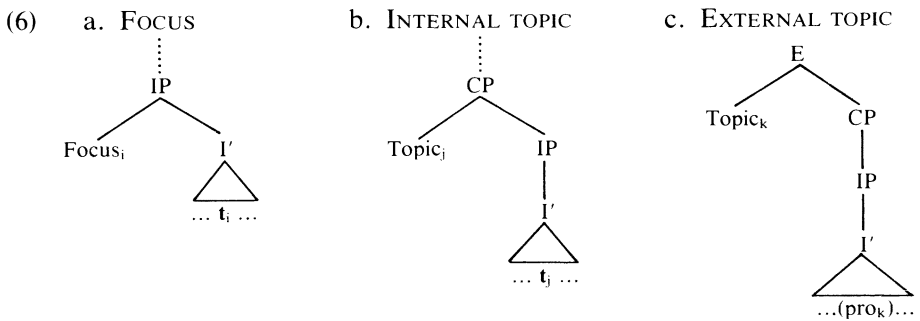 (6) a. FOCUS b. INTERNAL TOPIC c. EXTERNAL TOPIC
IP CP E
Focusᵢ I′ Topicⱼ IP Topicₖ CP
... tᵢ ... I′ IP
... tⱼ ... I′
...(proₖ)...